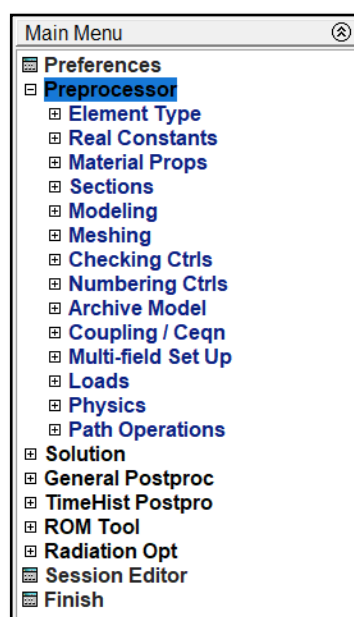 Main Menu
Preferences
Preprocessor
Element Type
Real Constants
Material Props
Sections
Modeling
Meshing
Checking Ctrls
Numbering Ctrls
Archive Model
Coupling / Ceqn
Multi-field Set Up
Loads
Physics
Path Operations
Solution
General Postproc
TimeHist Postpro
ROM Tool
Radiation Opt
Session Editor
Finish